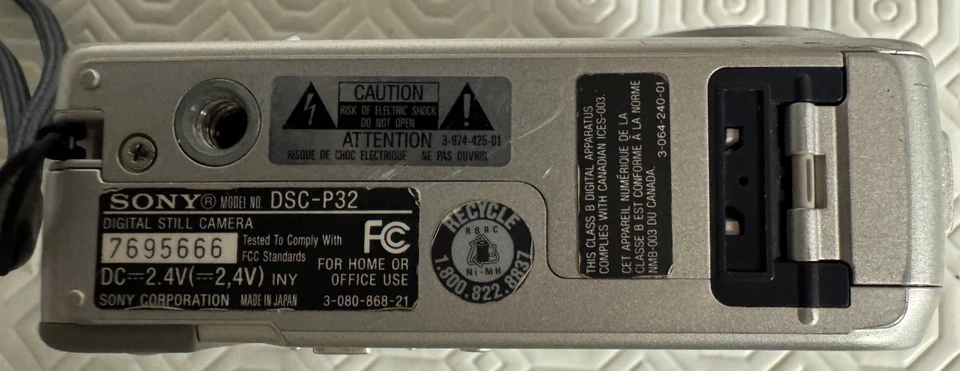 CAUTION
RISK OF ELECTRIC SHOCK
DO NOT OPEN
ATTENTION 3-974-425-01
RISQUE DE CHOC ELECTRIQUE NE PAS OUVRIR
SONY® MODEL NO. DSC-P32
DIGITAL STILL CAMERA
7695666
Tested To Comply With
FCC Standards
FC
FOR HOME OR
OFFICE USE
DC⎓2.4V(⎓2,4V) INY
SONY CORPORATION MADE IN JAPAN 3-080-868-21
RECYCLE
RBRC
Ni-MH
1.800.822.8837
THIS CLASS B DIGITAL APPARATUS
COMPLIES WITH CANADIAN ICES-003.
CET APPAREIL NUMÉRIQUE DE LA
CLASSE B EST CONFORME À LA NORME
NMB-003 DU CANADA. 3-064-240-01